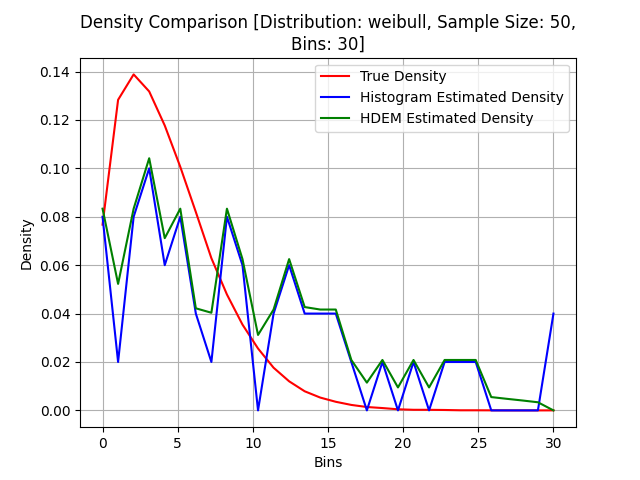 Density Comparison [Distribution: weibull, Sample Size: 50,
Bins: 30]
True Density
Histogram Estimated Density
HDEM Estimated Density
Density
0.14
0.12
0.10
0.08
0.06
0.04
0.02
0.00
0 5 10 15 20 25 30
Bins